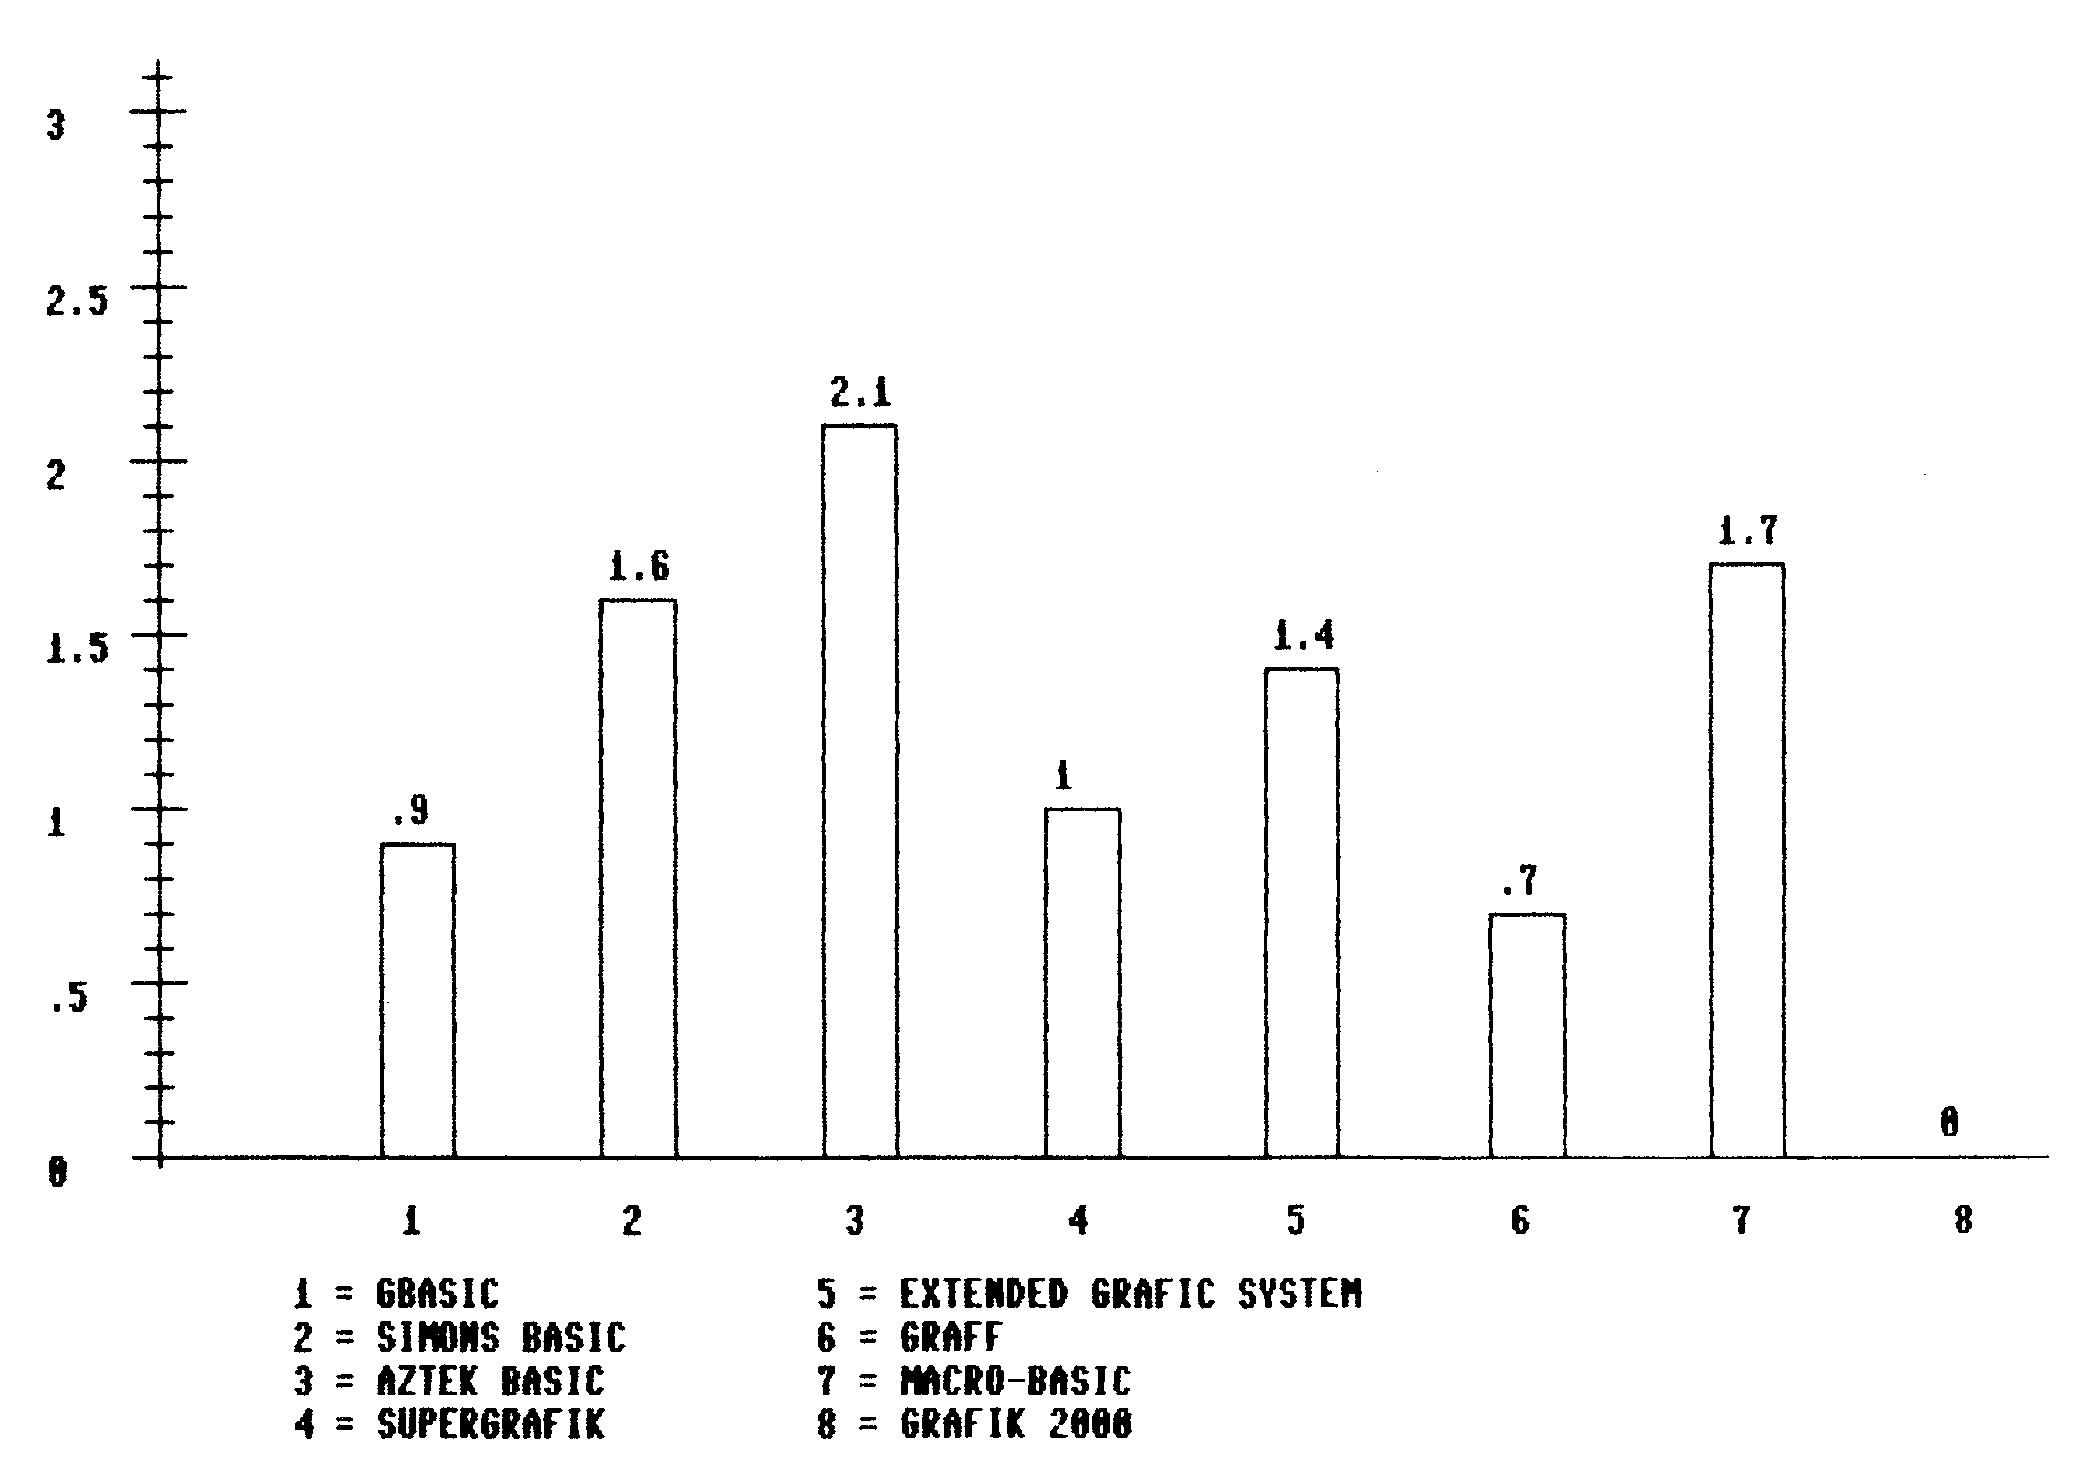 3
2.5
2
1.5
1
.5
0
.9
1.6
2.1
1
1.4
.7
1.7
0
1 2 3 4 5 6 7 8
1 = GBASIC
2 = SIMONS BASIC
3 = AZTEK BASIC
4 = SUPERGRAFIK
5 = EXTENDED GRAFIC SYSTEM
6 = GRAFF
7 = MACRO-BASIC
8 = GRAFIK 2000